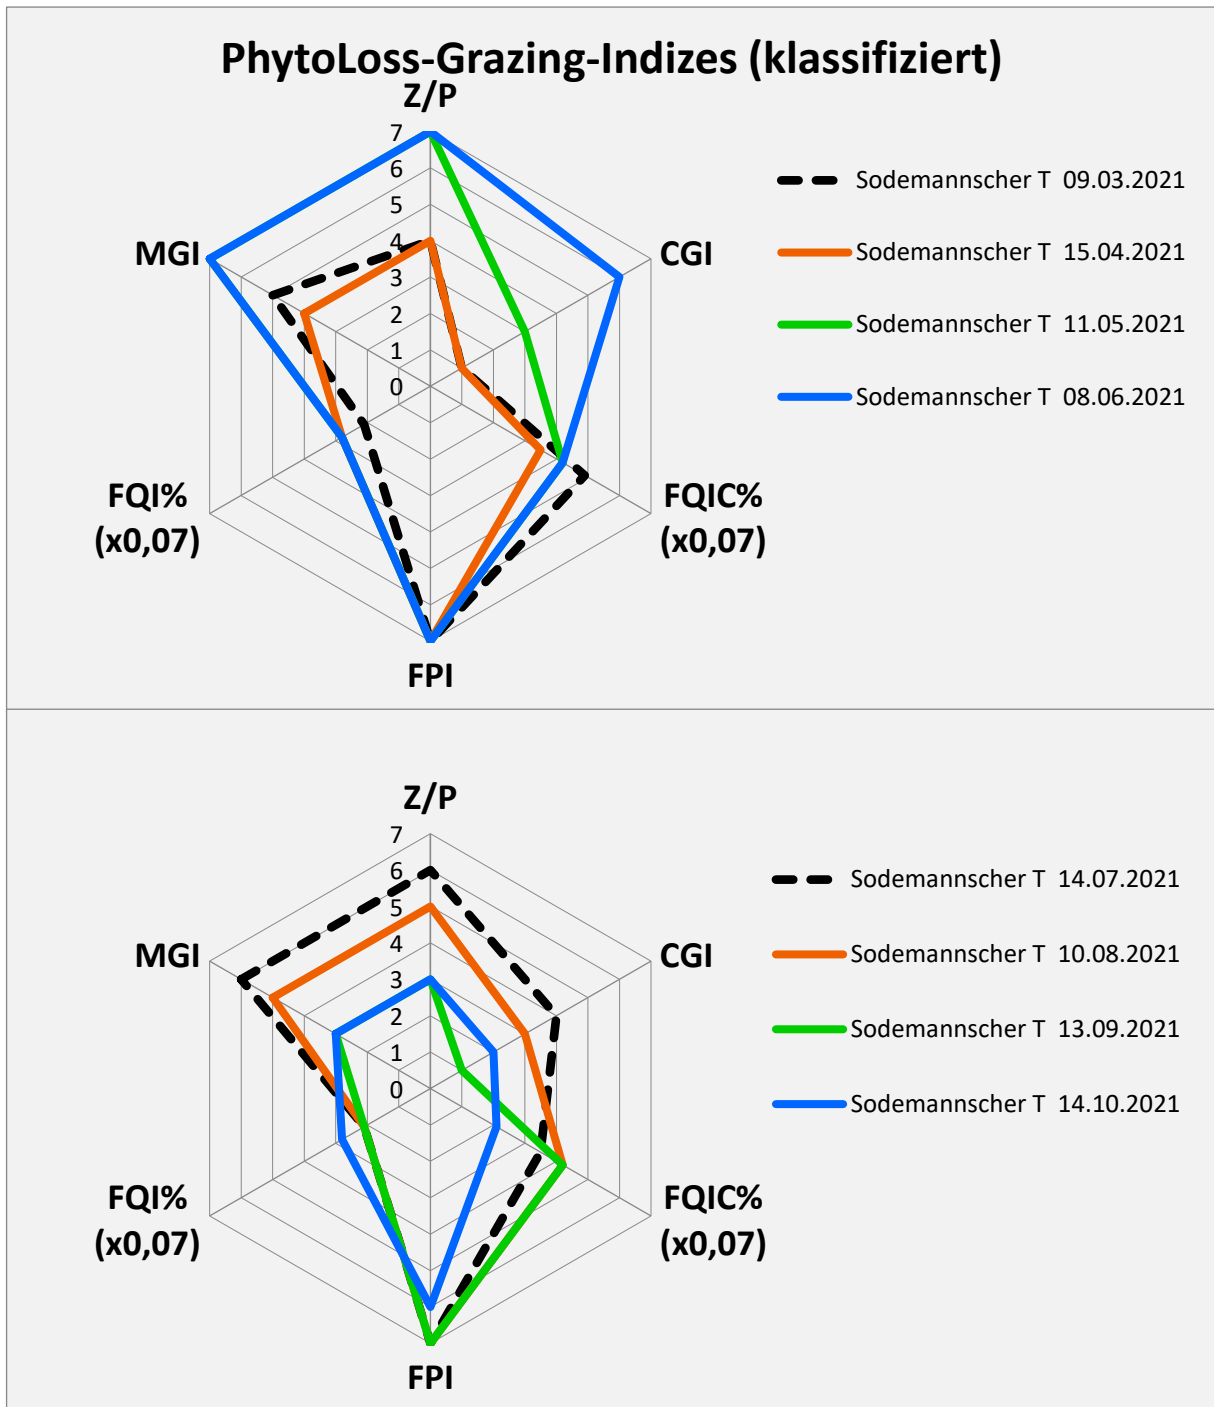 PhytoLoss-Grazing-Indizes (klassifiziert)
Z/P
7
6
5
4
3
2
1
0
MGI
CGI
FQI%
(x0,07)
FQIC%
(x0,07)
FPI
Sodemannscher T 09.03.2021
Sodemannscher T 15.04.2021
Sodemannscher T 11.05.2021
Sodemannscher T 08.06.2021
Z/P
7
6
5
4
3
2
1
0
MGI
CGI
FQI%
(x0,07)
FQIC%
(x0,07)
FPI
Sodemannscher T 14.07.2021
Sodemannscher T 10.08.2021
Sodemannscher T 13.09.2021
Sodemannscher T 14.10.2021